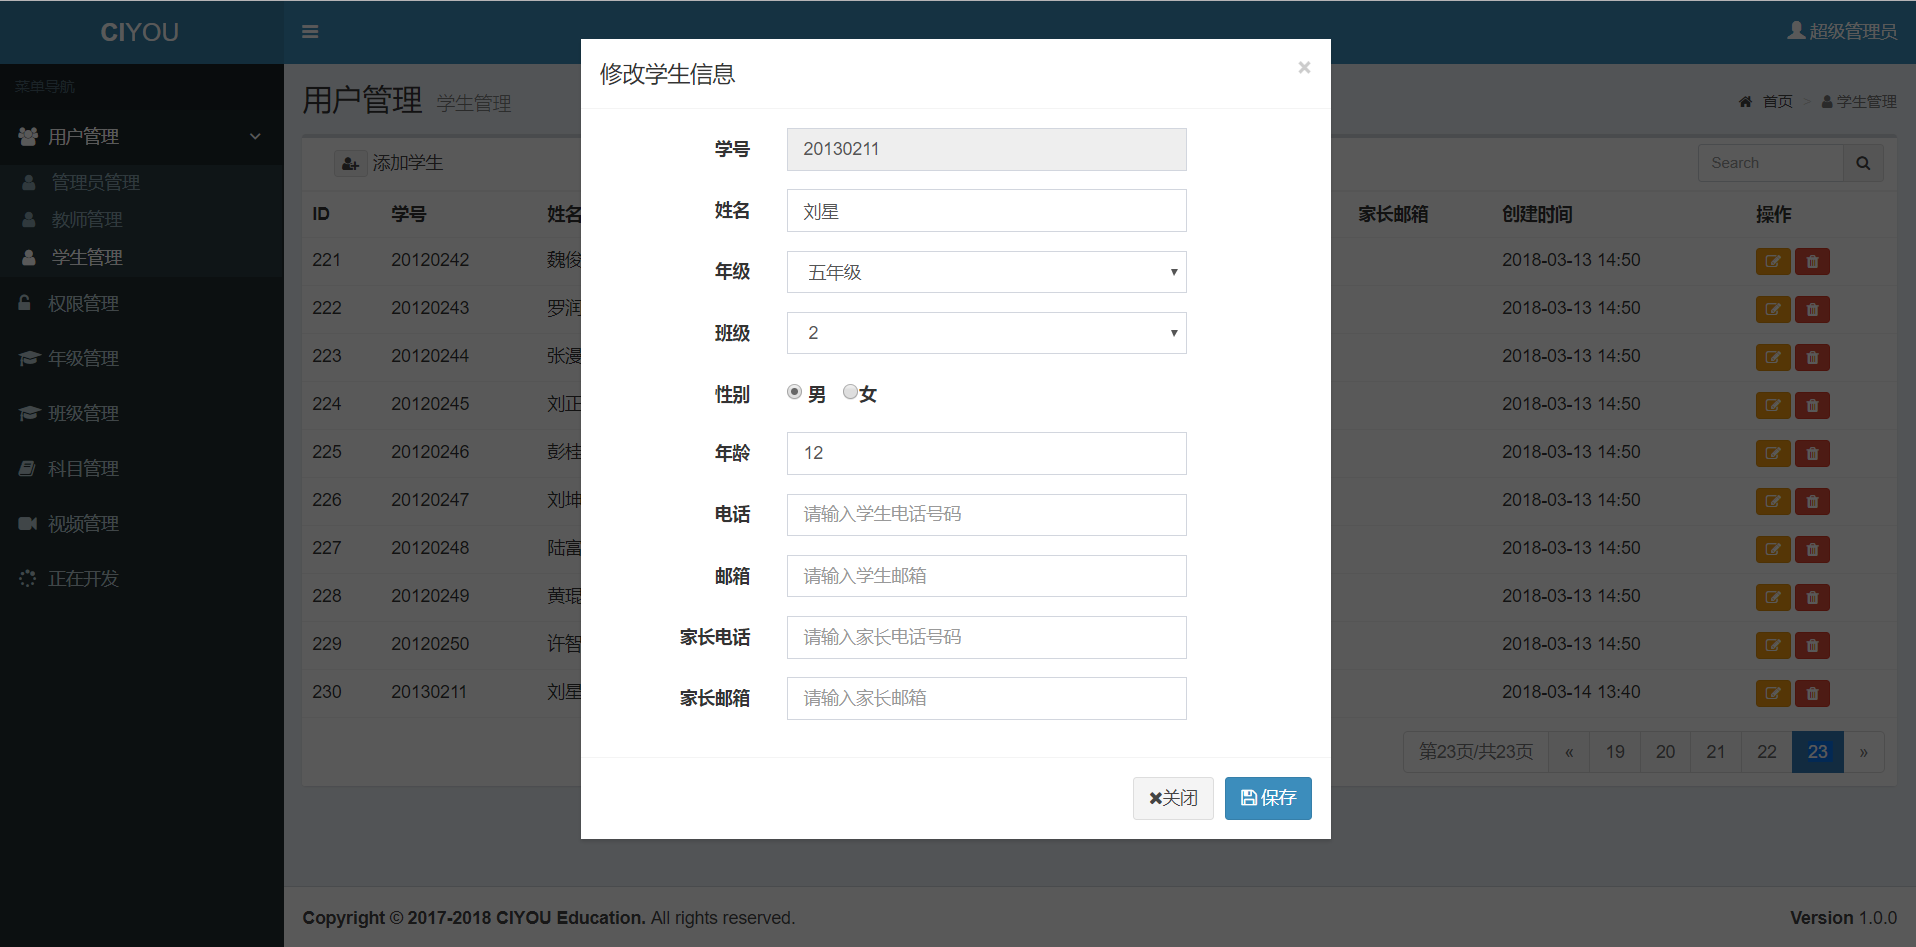 CIYOU
超级管理员
菜单导航
用户管理
管理员管理
教师管理
学生管理
权限管理
年级管理
班级管理
科目管理
视频管理
正在开发
用户管理 学生管理
首页 > 学生管理
添加学生
Search
ID 学号 姓名 家长邮箱 创建时间 操作
221 20120242 魏俊 2018-03-13 14:50
222 20120243 罗润 2018-03-13 14:50
223 20120244 张漫 2018-03-13 14:50
224 20120245 刘正 2018-03-13 14:50
225 20120246 彭桂 2018-03-13 14:50
226 20120247 刘坤 2018-03-13 14:50
227 20120248 陆富 2018-03-13 14:50
228 20120249 黄琨 2018-03-13 14:50
229 20120250 许智 2018-03-13 14:50
230 20130211 刘星 2018-03-14 13:40
第23页/共23页 « 19 20 21 22 23 »
修改学生信息 ×
学号 20130211
姓名 刘星
年级 五年级
班级 2
性别 男 女
年龄 12
电话 请输入学生电话号码
邮箱 请输入学生邮箱
家长电话 请输入家长电话号码
家长邮箱 请输入家长邮箱
关闭 保存
Copyright © 2017-2018 CIYOU Education. All rights reserved.
Version 1.0.0